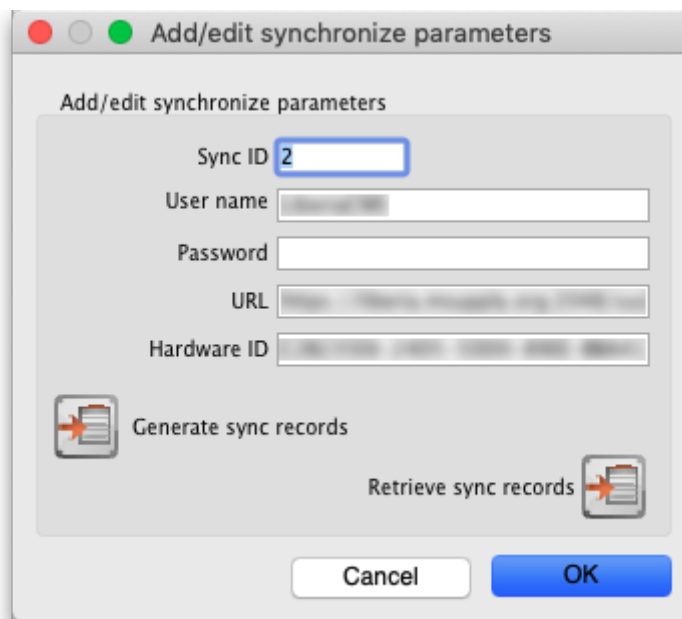 Add/edit synchronize parameters
Add/edit synchronize parameters
Sync ID 2
User name
Password
URL
Hardware ID
Generate sync records
Retrieve sync records
Cancel OK